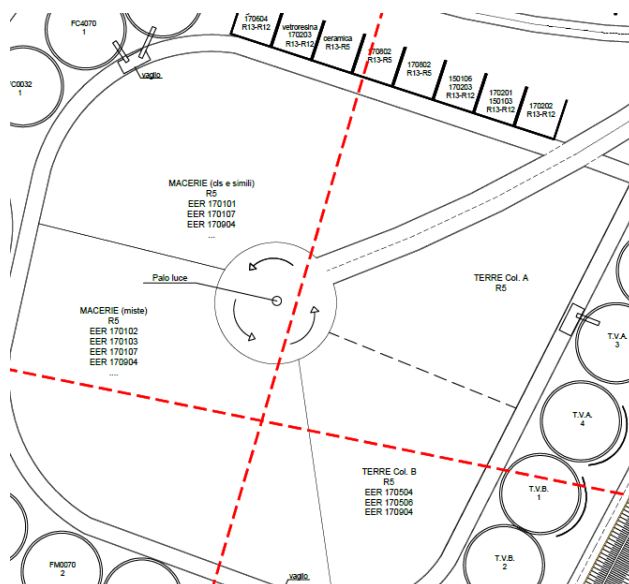 FC4070
1
C0032
1
vaglio
170604
R13-R12
vetroresina
170203
R13-R12
ceramica
R13-R5
170802
R13-R5
170802
R13-R5
150106
170203
R13-R12
170201
150103
R13-R12
170202
R13-R12
MACERIE (cls e simili)
R5
EER 170101
EER 170107
EER 170904
...
Palo luce
TERRE Col. A
R5
MACERIE (miste)
R5
EER 170102
EER 170103
EER 170107
EER 170904
....
T.V.A.
3
T.V.A.
4
TERRE Col. B
R5
EER 170504
EER 170506
EER 170904
T.V.B.
1
T.V.B.
2
FM0070
2
vaglio